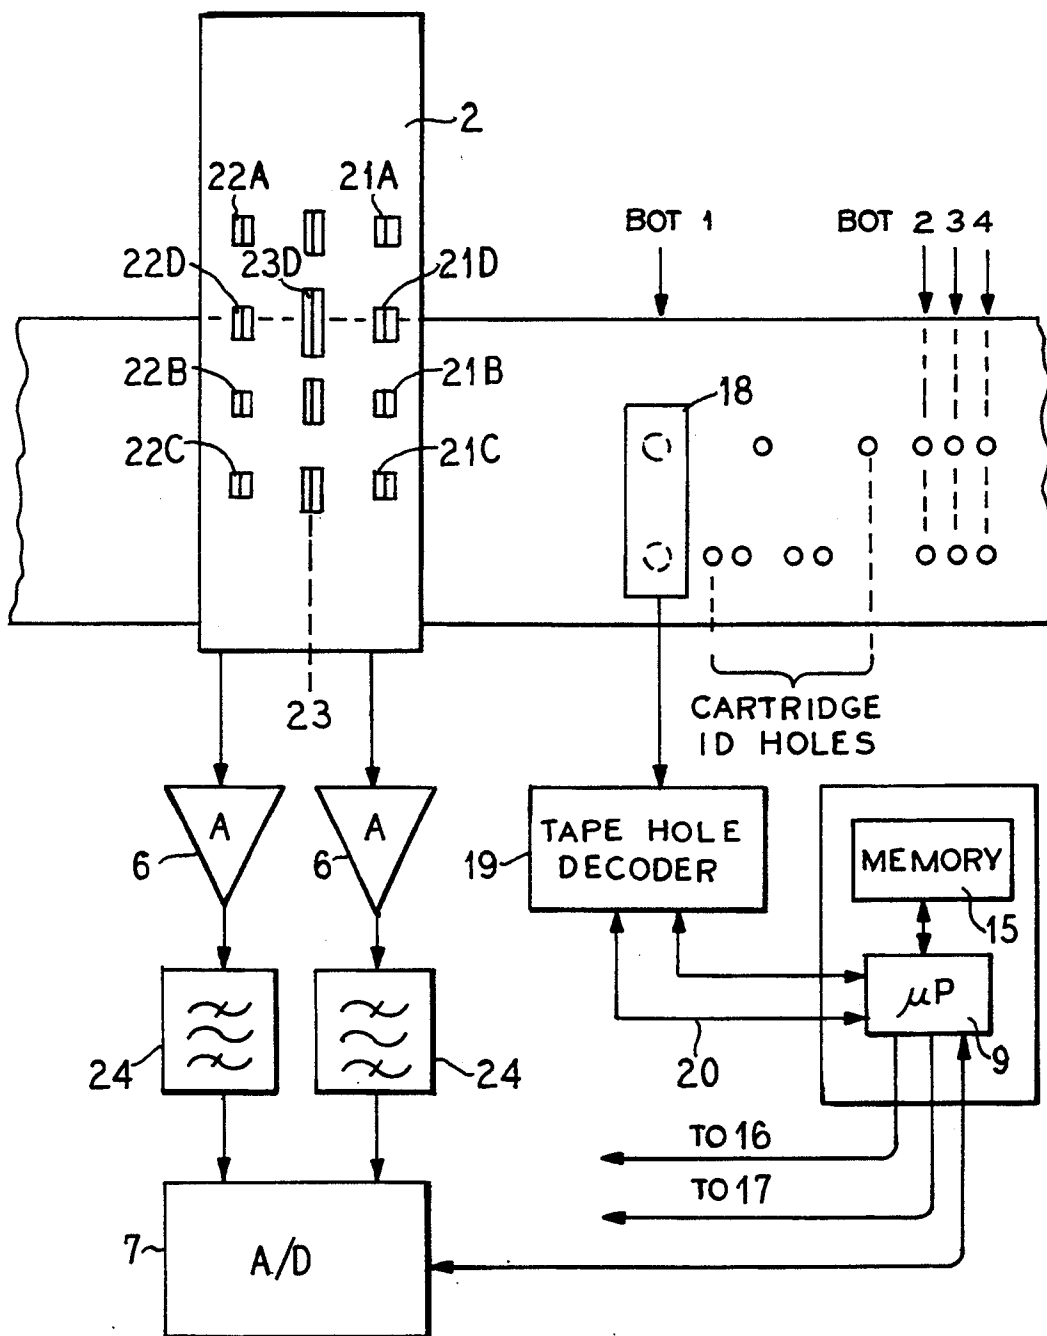 2
22A
21A
BOT 1
BOT 2 3 4
22D
23D
21D
22B
21B
18
22C
21C
23
CARTRIDGE
ID HOLES
A
A
6
6
TAPE HOLE
DECODER
19
MEMORY
15
μP
9
24
24
20
TO 16
TO 17
7
A/D